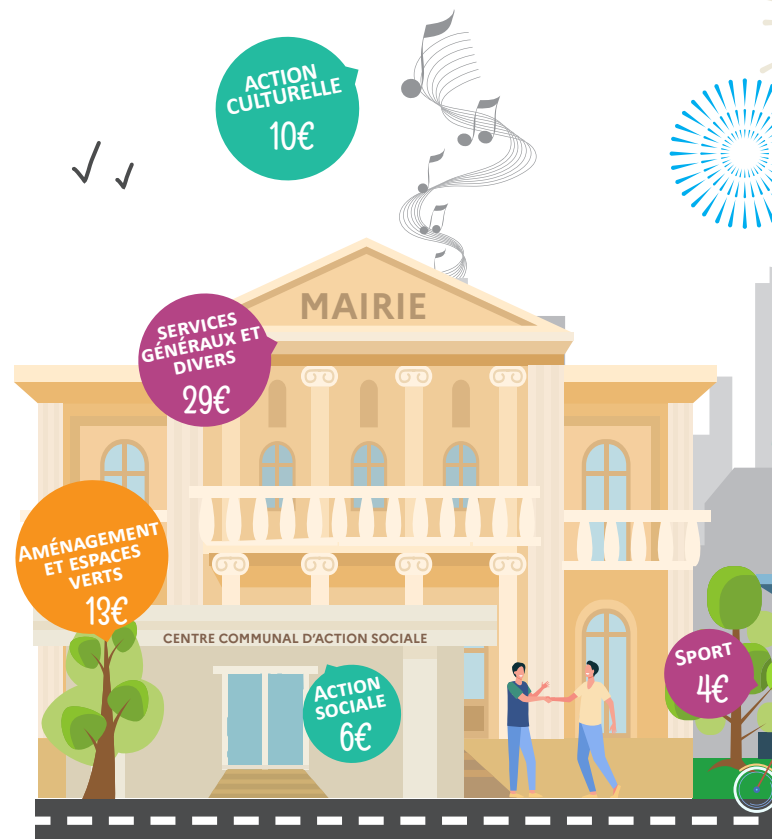 ACTION
CULTURELLE
10€
MAIRIE
SERVICES
GÉNÉRAUX ET
DIVERS
29€
AMÉNAGEMENT
ET ESPACES
VERTS
13€
CENTRE COMMUNAL D'ACTION SOCIALE
ACTION
SOCIALE
6€
SPORT
4€